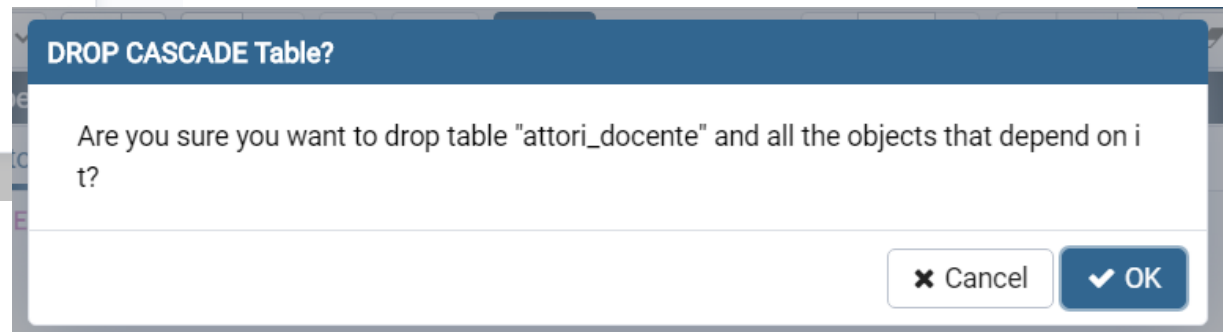 DROP CASCADE Table?
Are you sure you want to drop table "attori_docente" and all the objects that depend on i
t?
Cancel
OK